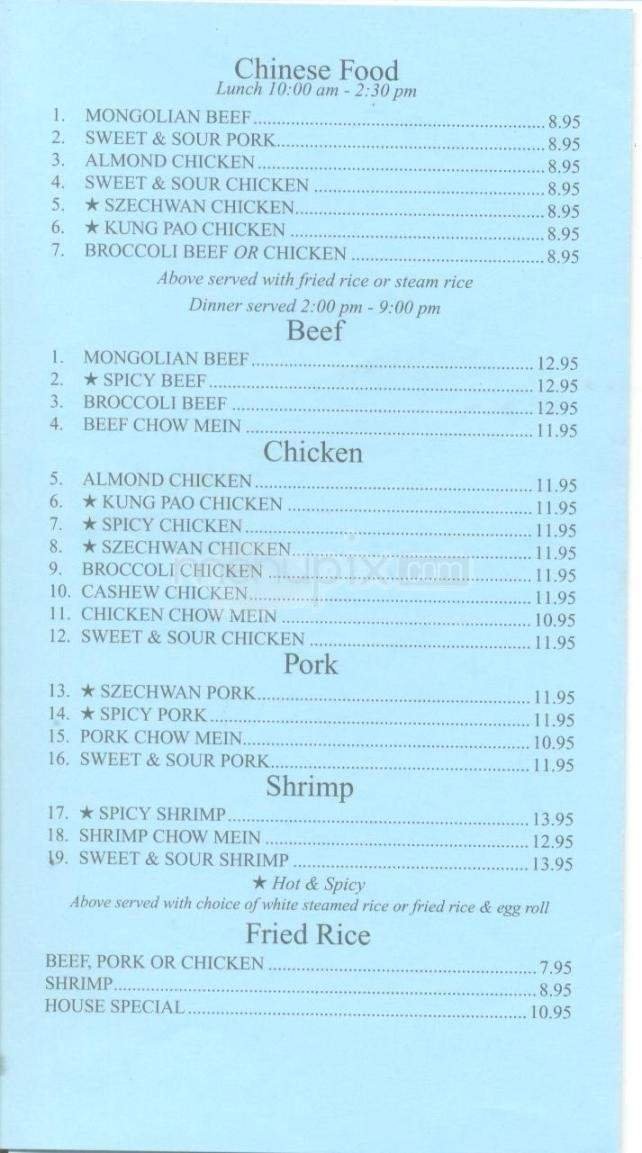 Chinese Food
Lunch 10:00 am - 2:30 pm
1. MONGOLIAN BEEF 8.95
2. SWEET & SOUR PORK 8.95
3. ALMOND CHICKEN 8.95
4. SWEET & SOUR CHICKEN 8.95
5. ★ SZECHWAN CHICKEN 8.95
6. ★ KUNG PAO CHICKEN 8.95
7. BROCCOLI BEEF OR CHICKEN 8.95
Above served with fried rice or steam rice
Dinner served 2:00 pm - 9:00 pm
Beef
1. MONGOLIAN BEEF 12.95
2. ★ SPICY BEEF 12.95
3. BROCCOLI BEEF 12.95
4. BEEF CHOW MEIN 11.95
Chicken
5. ALMOND CHICKEN 11.95
6. ★ KUNG PAO CHICKEN 11.95
7. ★ SPICY CHICKEN 11.95
8. ★ SZECHWAN CHICKEN 11.95
9. BROCCOLI CHICKEN 11.95
menupix.com
10. CASHEW CHICKEN 11.95
11. CHICKEN CHOW MEIN 10.95
12. SWEET & SOUR CHICKEN 11.95
Pork
13. ★ SZECHWAN PORK 11.95
14. ★ SPICY PORK 11.95
15. PORK CHOW MEIN 10.95
16. SWEET & SOUR PORK 11.95
Shrimp
17. ★ SPICY SHRIMP 13.95
18. SHRIMP CHOW MEIN 12.95
19. SWEET & SOUR SHRIMP 13.95
★ Hot & Spicy
Above served with choice of white steamed rice or fried rice & egg roll
Fried Rice
BEEF, PORK OR CHICKEN 7.95
SHRIMP 8.95
HOUSE SPECIAL 10.95